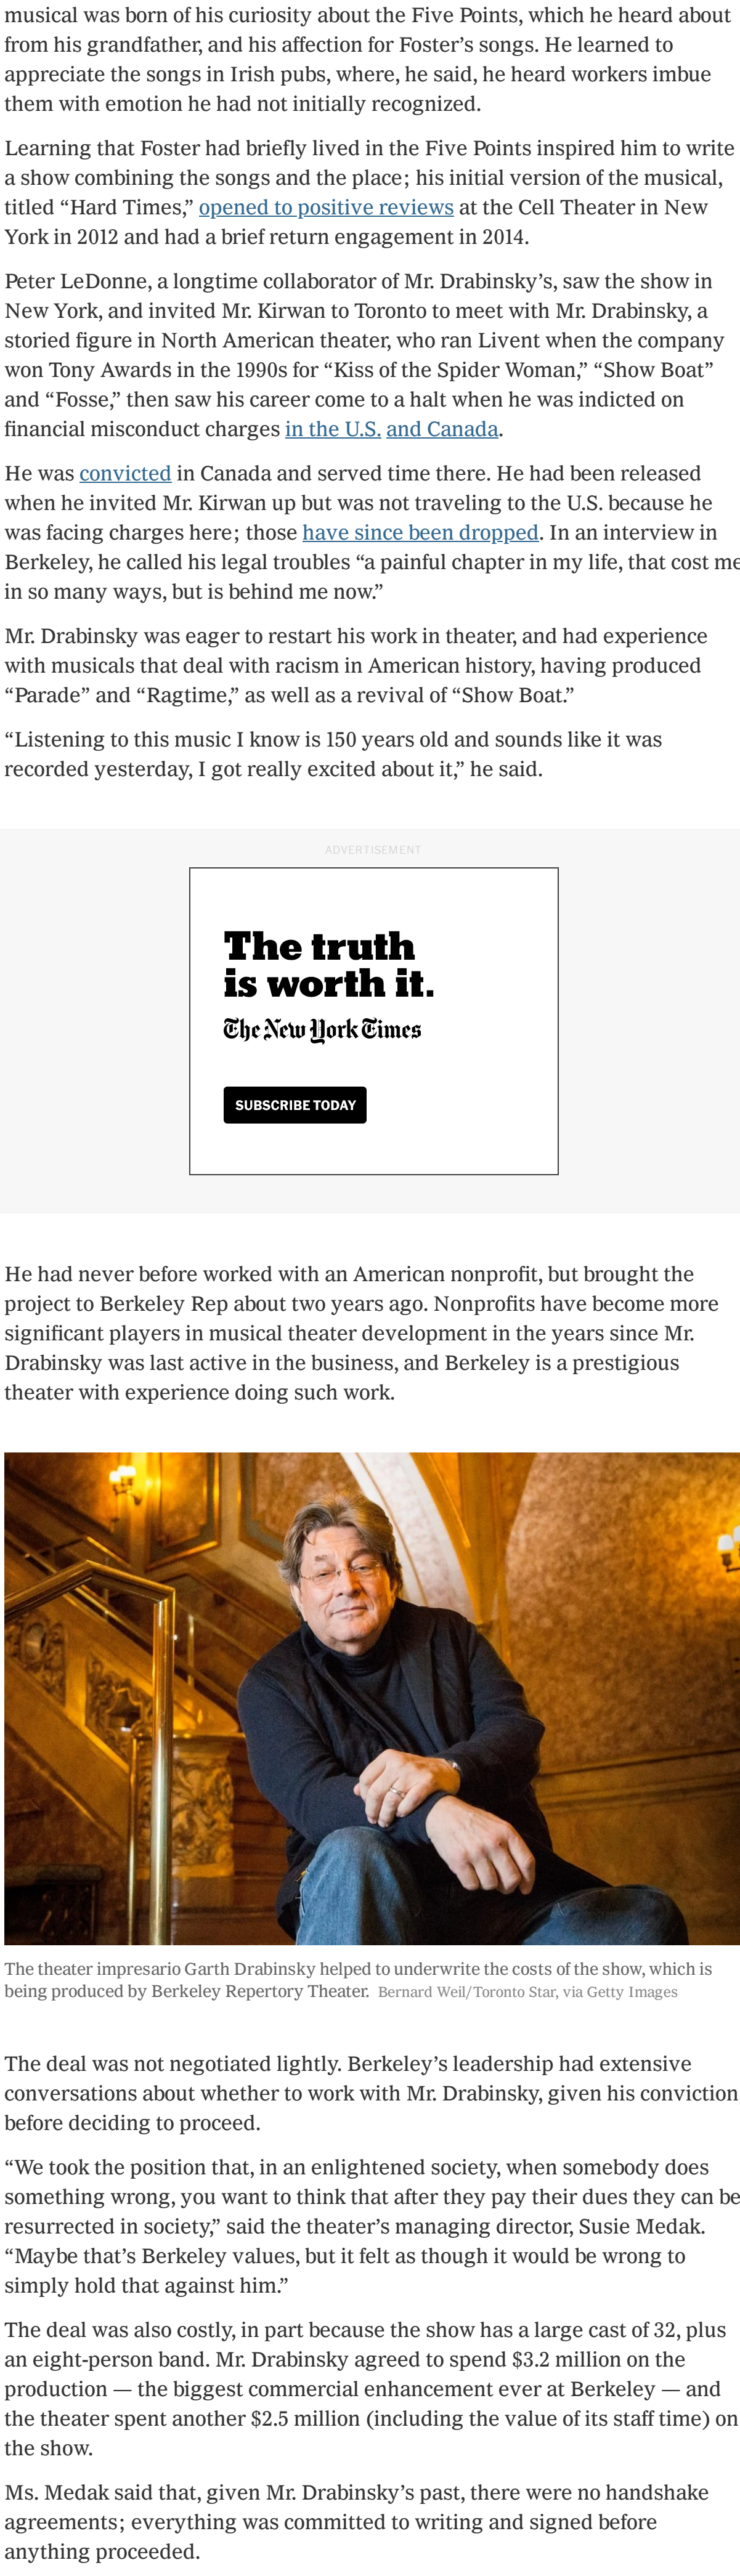 musical was born of his curiosity about the Five Points, which he heard about
from his grandfather, and his affection for Foster’s songs. He learned to
appreciate the songs in Irish pubs, where, he said, he heard workers imbue
them with emotion he had not initially recognized.
Learning that Foster had briefly lived in the Five Points inspired him to write
a show combining the songs and the place; his initial version of the musical,
titled “Hard Times,” opened to positive reviews at the Cell Theater in New
York in 2012 and had a brief return engagement in 2014.
Peter LeDonne, a longtime collaborator of Mr. Drabinsky’s, saw the show in
New York, and invited Mr. Kirwan to Toronto to meet with Mr. Drabinsky, a
storied figure in North American theater, who ran Livent when the company
won Tony Awards in the 1990s for “Kiss of the Spider Woman,” “Show Boat”
and “Fosse,” then saw his career come to a halt when he was indicted on
financial misconduct charges in the U.S. and Canada.
He was convicted in Canada and served time there. He had been released
when he invited Mr. Kirwan up but was not traveling to the U.S. because he
was facing charges here; those have since been dropped. In an interview in
Berkeley, he called his legal troubles “a painful chapter in my life, that cost me
in so many ways, but is behind me now.”
Mr. Drabinsky was eager to restart his work in theater, and had experience
with musicals that deal with racism in American history, having produced
“Parade” and “Ragtime,” as well as a revival of “Show Boat.”
“Listening to this music I know is 150 years old and sounds like it was
recorded yesterday, I got really excited about it,” he said.
ADVERTISEMENT
The truth
is worth it.
The New York Times
SUBSCRIBE TODAY
He had never before worked with an American nonprofit, but brought the
project to Berkeley Rep about two years ago. Nonprofits have become more
significant players in musical theater development in the years since Mr.
Drabinsky was last active in the business, and Berkeley is a prestigious
theater with experience doing such work.
The theater impresario Garth Drabinsky helped to underwrite the costs of the show, which is
being produced by Berkeley Repertory Theater. Bernard Weil/Toronto Star, via Getty Images
The deal was not negotiated lightly. Berkeley’s leadership had extensive
conversations about whether to work with Mr. Drabinsky, given his conviction
before deciding to proceed.
“We took the position that, in an enlightened society, when somebody does
something wrong, you want to think that after they pay their dues they can be
resurrected in society,” said the theater’s managing director, Susie Medak.
“Maybe that’s Berkeley values, but it felt as though it would be wrong to
simply hold that against him.”
The deal was also costly, in part because the show has a large cast of 32, plus
an eight-person band. Mr. Drabinsky agreed to spend $3.2 million on the
production — the biggest commercial enhancement ever at Berkeley — and
the theater spent another $2.5 million (including the value of its staff time) on
the show.
Ms. Medak said that, given Mr. Drabinsky’s past, there were no handshake
agreements; everything was committed to writing and signed before
anything proceeded.